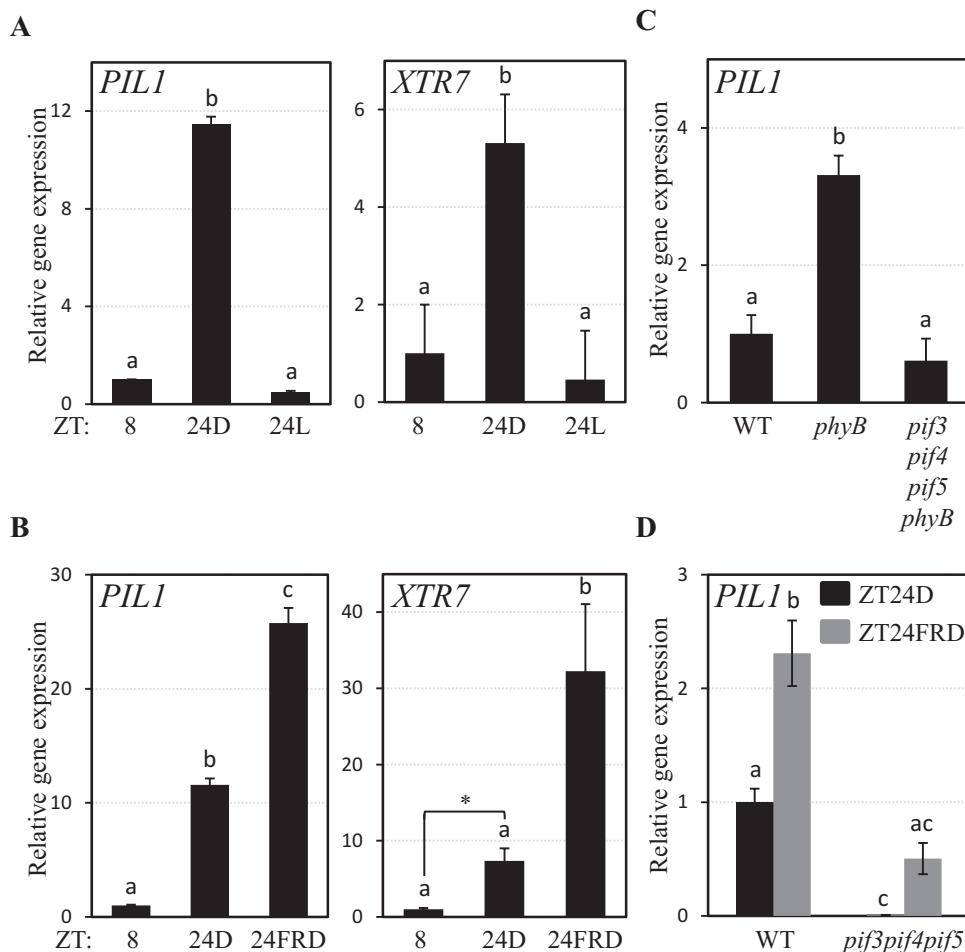 A
PIL1
Relative gene expression
12
8
4
0
a
b
a
ZT: 8 24D 24L
XTR7
6
4
2
0
a
b
a
8 24D 24L
C
PIL1
Relative gene expression
4
2
0
a
b
a
WT phyB pif3
pif4
pif5
phyB
B
PIL1
Relative gene expression
30
20
10
0
a
b
c
ZT: 8 24D 24FRD
XTR7
40
30
20
10
0
*
a
a
b
8 24D 24FRD
D
PIL1
ZT24D
ZT24FRD
Relative gene expression
3
2
1
0
a
b
c
ac
WT pif3pif4pif5